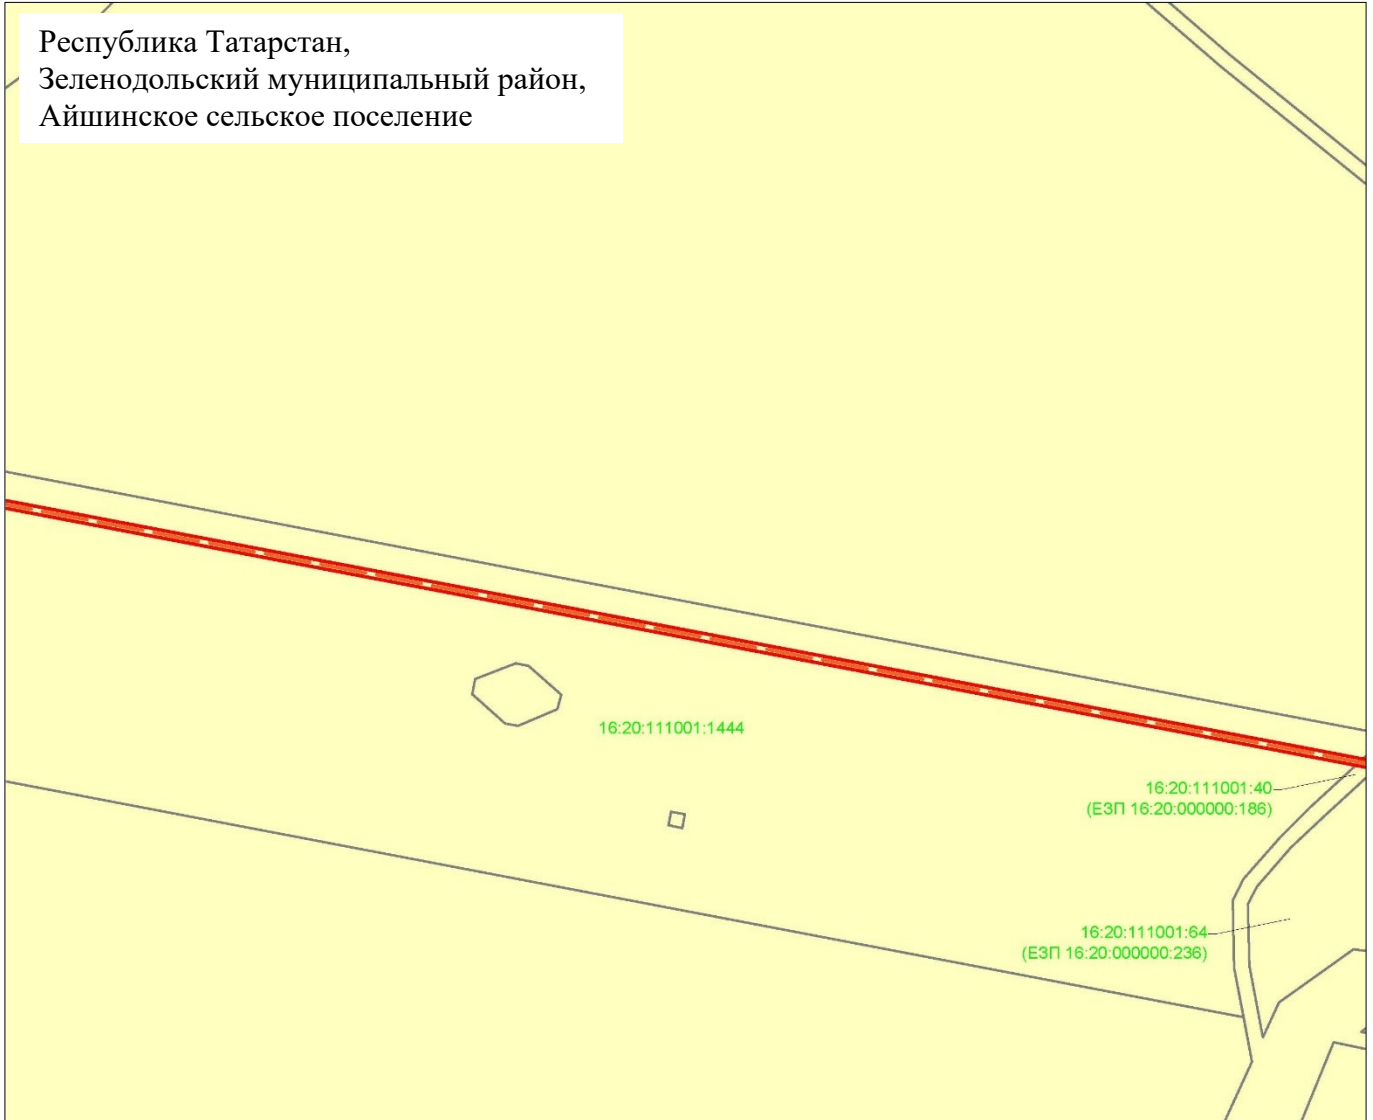 Республика Татарстан,
Зеленодольский муниципальный район,
Айшинское сельское поселение
16:20:111001:1444
16:20:111001:40
(ЕЗП 16:20:000000:186)
16:20:111001:64
(ЕЗП 16:20:000000:236)